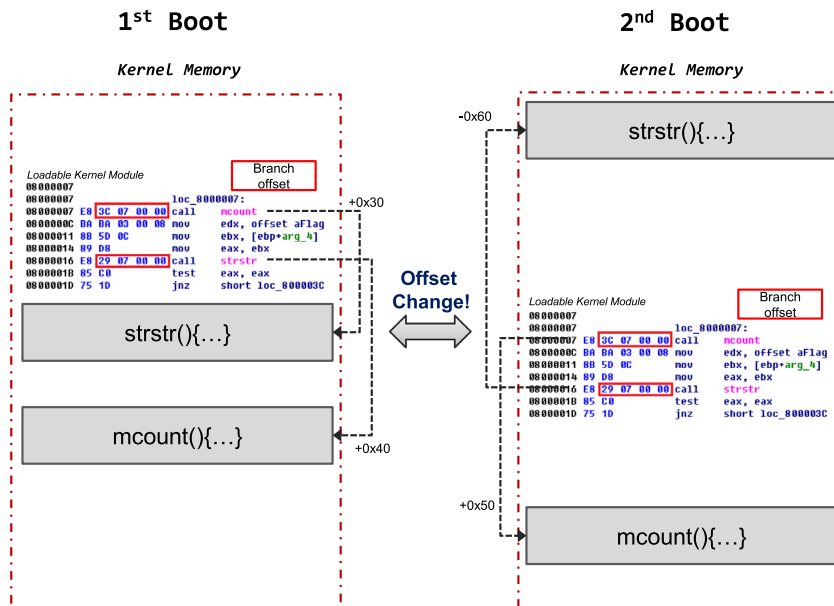 1st Boot
Kernel Memory
Loadable Kernel Module
Branch offset
08000007
08000007 loc_8000007:
08000007 E8 3C 07 00 00 call mcount
0800000C BA BA 03 00 08 mov edx, offset aFlag
08000011 8B 5D 0C mov ebx, [ebp+arg_4]
08000014 89 D8 mov eax, ebx
08000016 E8 29 07 00 00 call strstr
0800001B 85 C0 test eax, eax
0800001D 75 1D jnz short loc_800003C
+0x30
strstr(){…}
mcount(){…}
+0x40
Offset
Change!
2nd Boot
Kernel Memory
-0x60
strstr(){…}
Loadable Kernel Module
Branch offset
08000007
08000007 loc_8000007:
08000007 E8 3C 07 00 00 call mcount
0800000C BA BA 03 00 08 mov edx, offset aFlag
08000011 8B 5D 0C mov ebx, [ebp+arg_4]
08000014 89 D8 mov eax, ebx
08000016 E8 29 07 00 00 call strstr
0800001B 85 C0 test eax, eax
0800001D 75 1D jnz short loc_800003C
+0x50
mcount(){…}